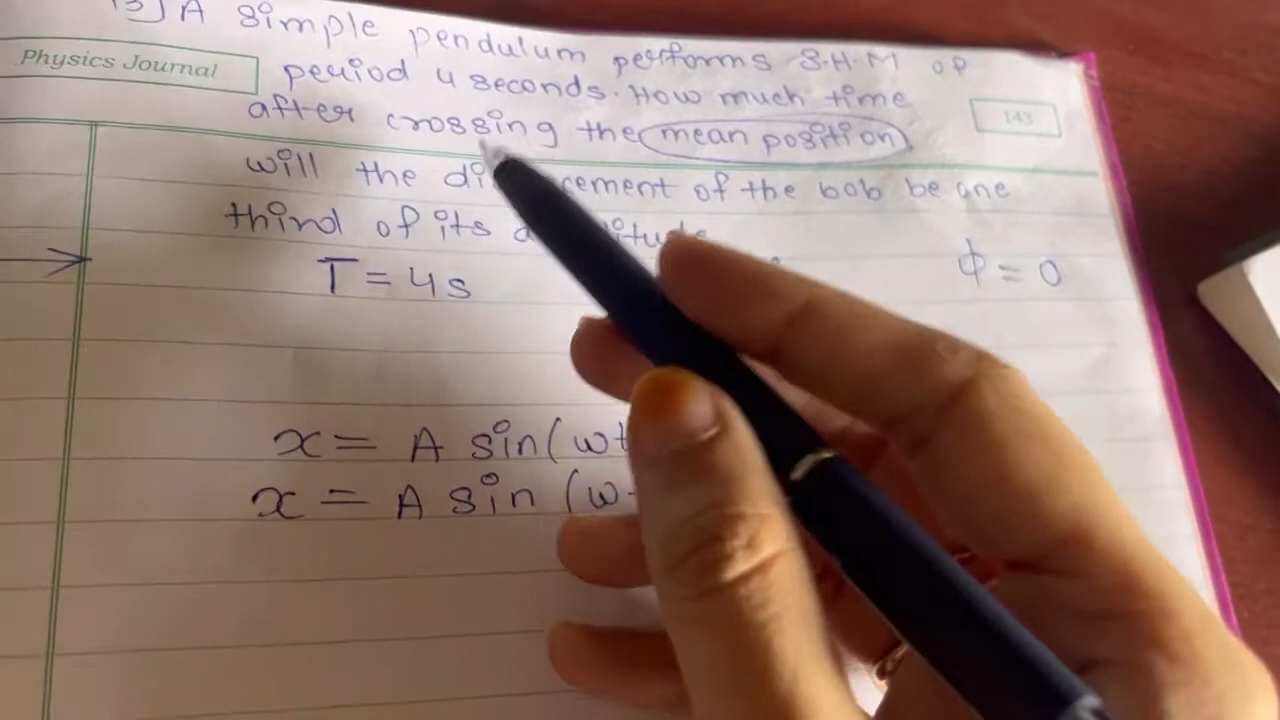 A simple pendulum performs S.H.M of
Physics Journal
period 4 seconds. How much time
after crossing the mean position
143
will the cement of the bob be one
third of its
T = 4s
ϕ = 0
x = A sin(ωt
x = A sin (ω